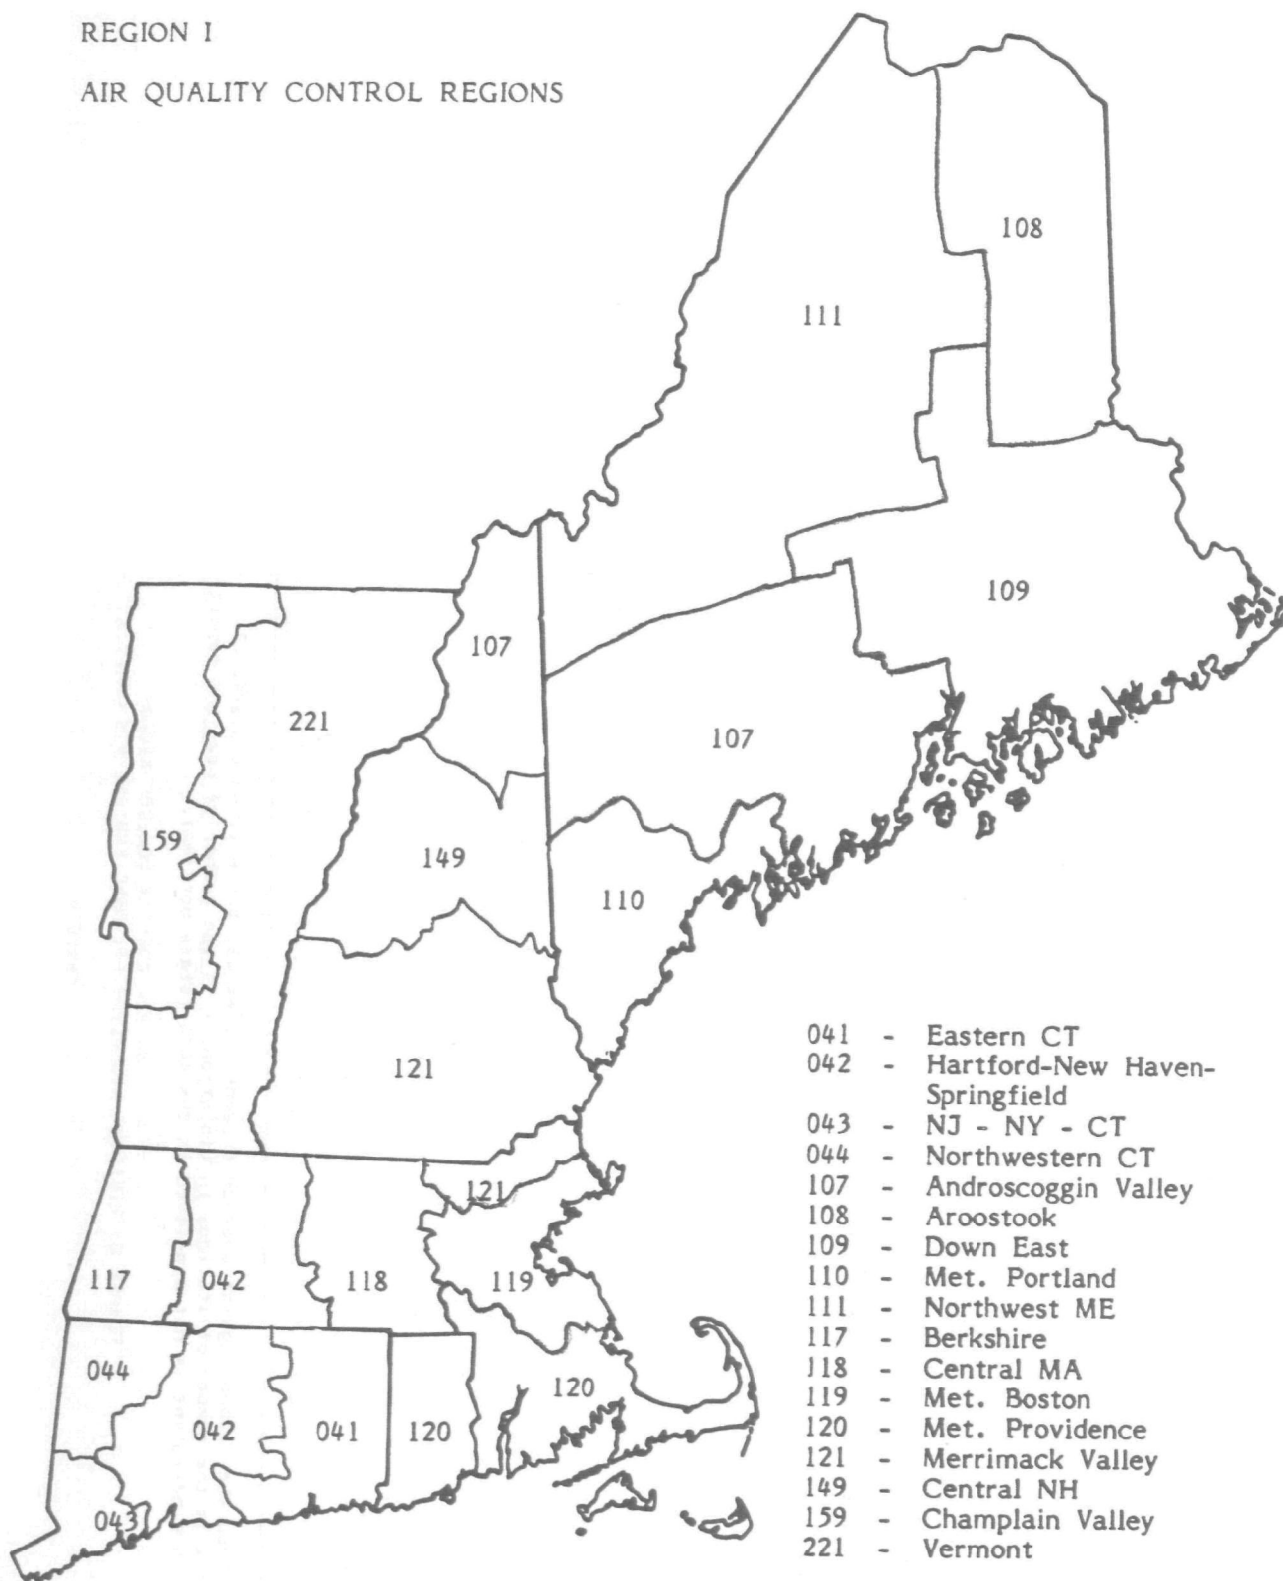 REGION I
AIR QUALITY CONTROL REGIONS
108
111
109
107
221
107
159
149
110
121
121
117
042
118
119
044
042
041
120
120
043
041 - Eastern CT
042 - Hartford-New Haven-
Springfield
043 - NJ - NY - CT
044 - Northwestern CT
107 - Androscoggin Valley
108 - Aroostook
109 - Down East
110 - Met. Portland
111 - Northwest ME
117 - Berkshire
118 - Central MA
119 - Met. Boston
120 - Met. Providence
121 - Merrimack Valley
149 - Central NH
159 - Champlain Valley
221 - Vermont